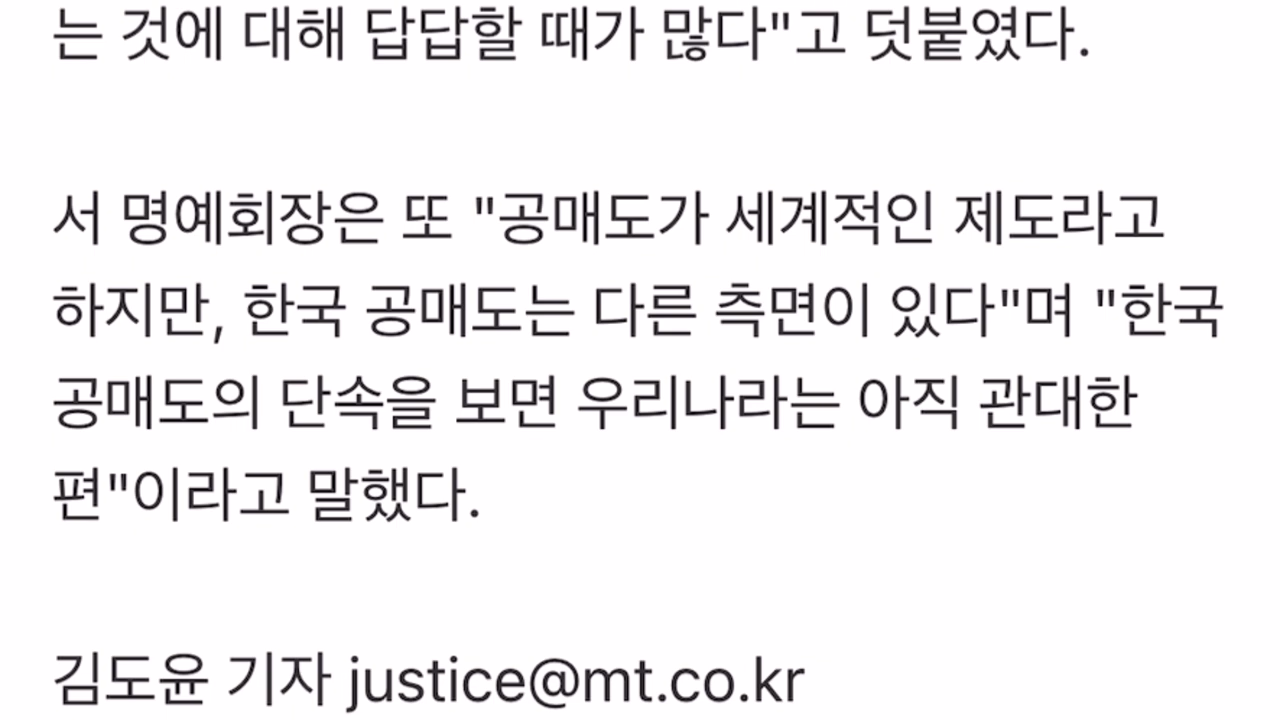 는 것에 대해 답답할 때가 많다"고 덧붙였다.
서 명예회장은 또 "공매도가 세계적인 제도라고
하지만, 한국 공매도는 다른 측면이 있다"며 "한국
공매도의 단속을 보면 우리나라는 아직 관대한
편"이라고 말했다.
김도윤 기자 justice@mt.co.kr